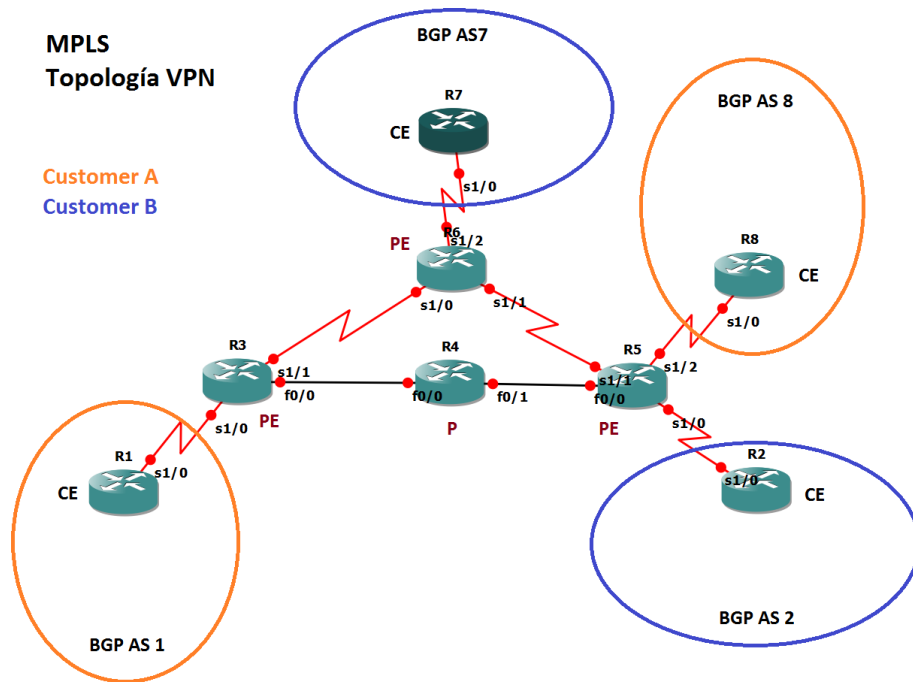 MPLS
Topología VPN
BGP AS7
R7
CE
s1/0
Customer A
Customer B
BGP AS 8
R8
CE
s1/0
PE
R6
s1/2
s1/0
s1/1
R3
s1/1
f0/0
s1/0
PE
R4
f0/0
f0/1
P
R5
s1/1
f0/0
s1/2
s1/0
PE
R1
s1/0
CE
R2
s1/0
CE
BGP AS 1
BGP AS 2